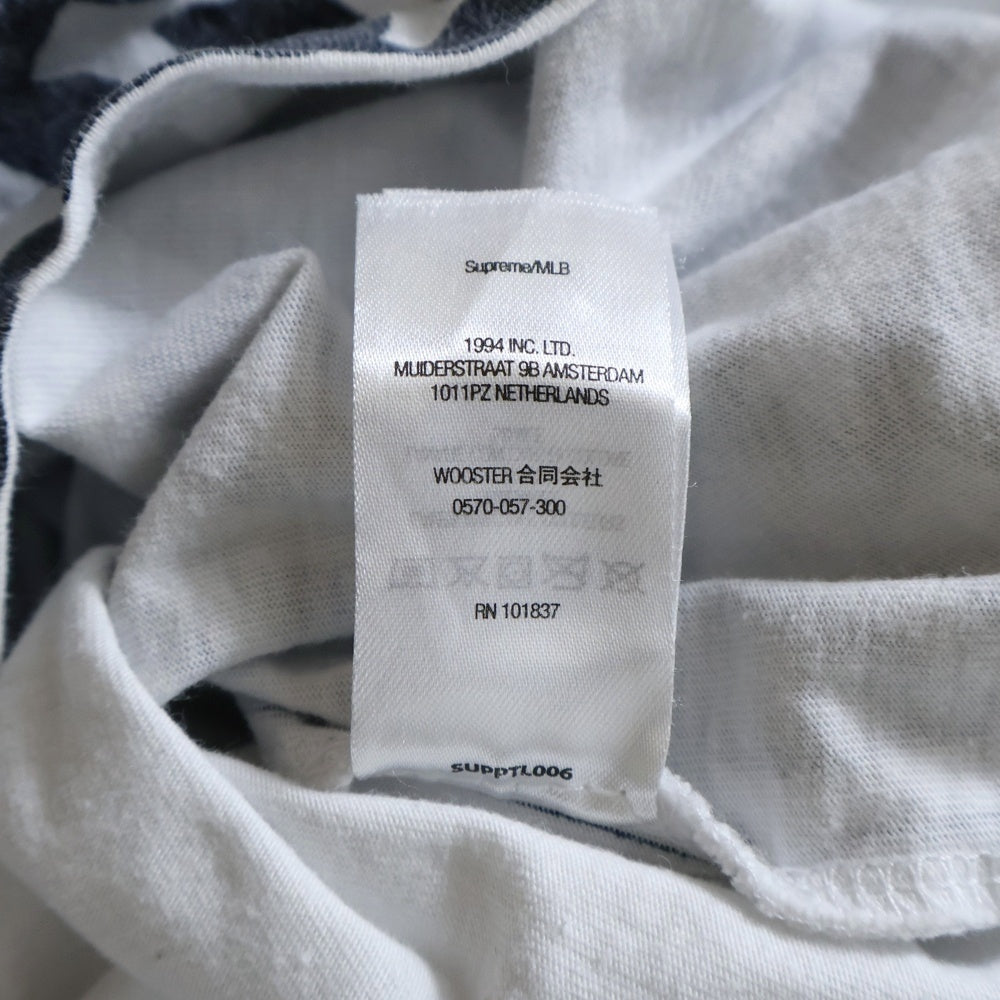 Supreme/MLB
1994 INC. LTD.
MUIDERSTRAAT 9B AMSTERDAM
1011PZ NETHERLANDS
WOOSTER 合同会社
0570-057-300
RN 101837
SUPPTL006